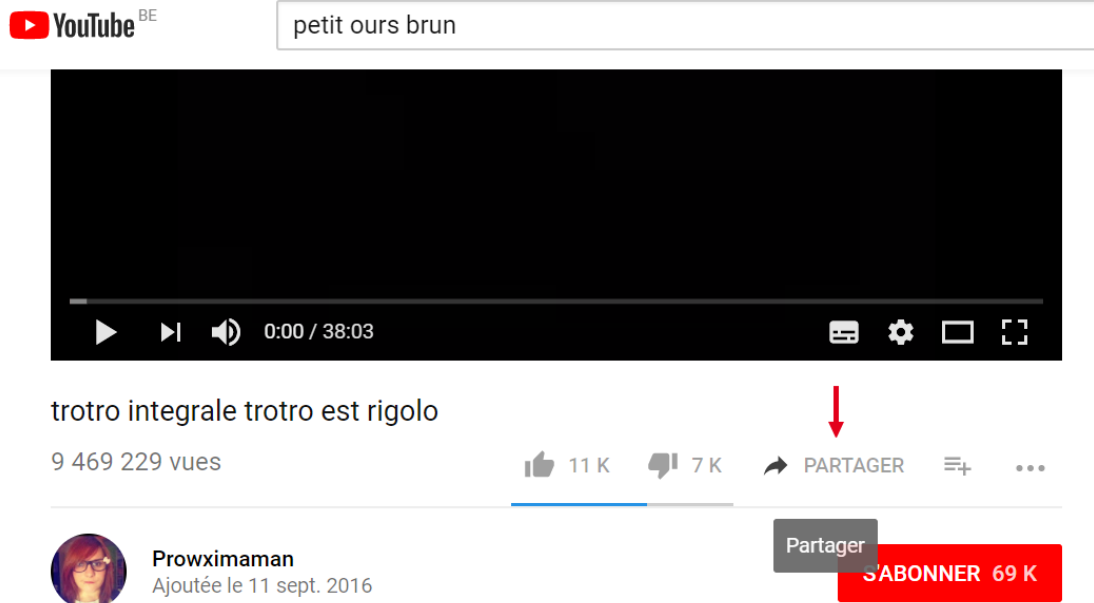 YouTube BE
petit ours brun
0:00 / 38:03
trotro integrale trotro est rigolo
9 469 229 vues
11 K 7 K PARTAGER
Partager
Prowximaman
S'ABONNER 69 K
Ajoutée le 11 sept. 2016